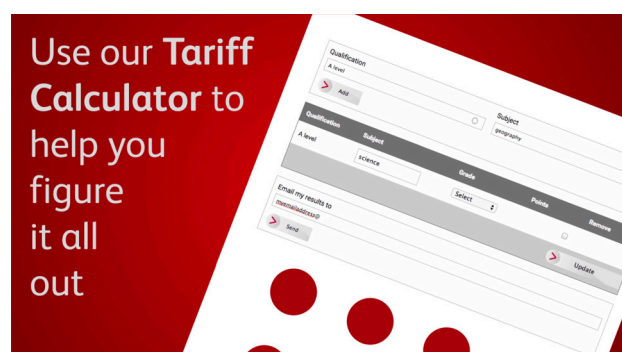 Use our Tariff
Calculator to
help you
figure
it all
out
Qualification
A level
Add
Subject
geography
Qualification Subject Grade Points Remove
A level science Select
Update
Email my results to
myemailaddress@
Send